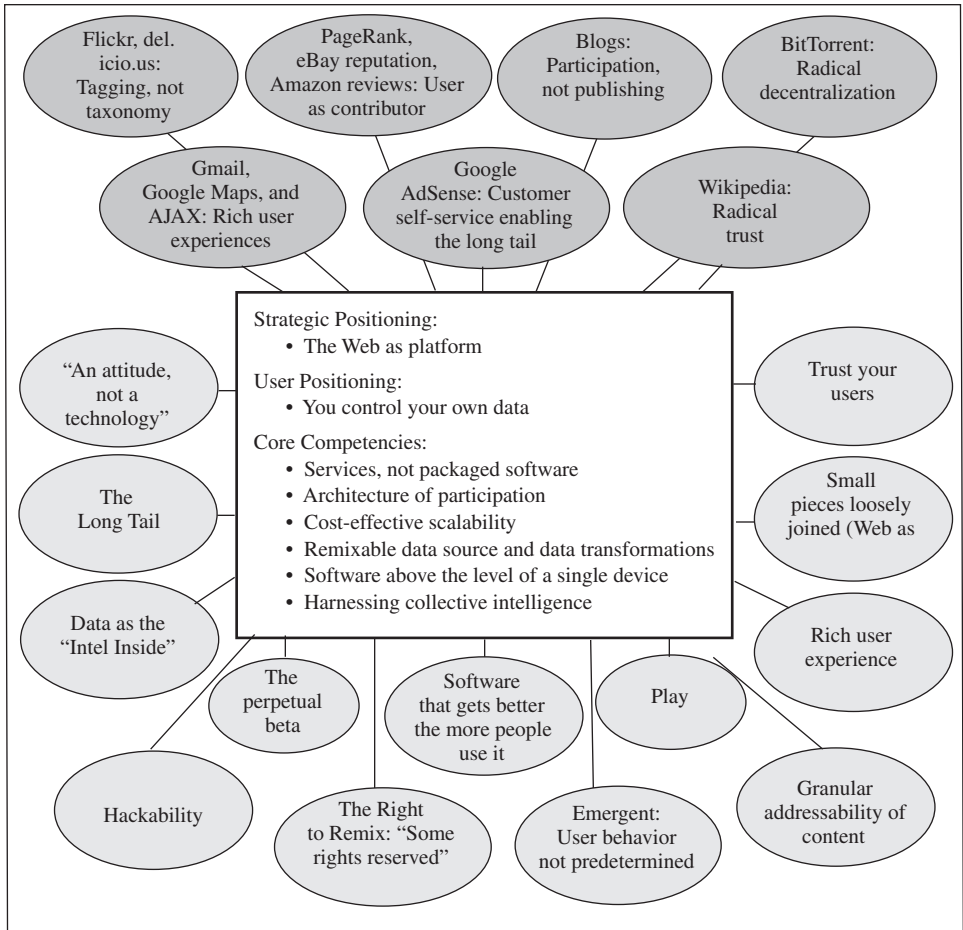 Flickr, del.
icio.us:
Tagging, not
taxonomy
PageRank,
eBay reputation,
Amazon reviews: User
as contributor
Blogs:
Participation,
not publishing
BitTorrent:
Radical
decentralization
Gmail,
Google Maps, and
AJAX: Rich user
experiences
Google
AdSense: Customer
self-service enabling
the long tail
Wikipedia:
Radical
trust
Strategic Positioning:
• The Web as platform
User Positioning:
• You control your own data
Core Competencies:
• Services, not packaged software
• Architecture of participation
• Cost-effective scalability
• Remixable data source and data transformations
• Software above the level of a single device
• Harnessing collective intelligence
“An attitude,
not a
technology”
The
Long Tail
Data as the
“Intel Inside”
Trust your
users
Small
pieces loosely
joined (Web as
Rich user
experience
The
perpetual
beta
Software
that gets better
the more people
use it
Play
Hackability
The Right
to Remix: “Some
rights reserved”
Emergent:
User behavior
not predetermined
Granular
addressability of
content